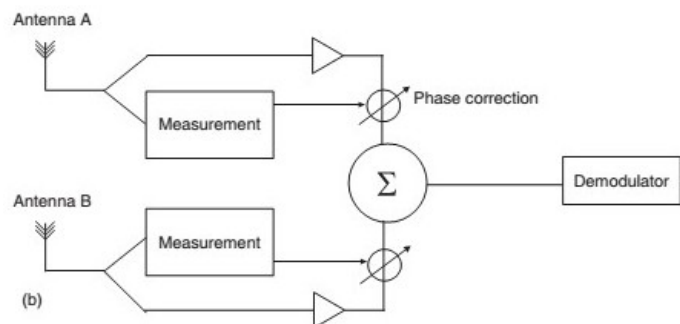 Antenna A
Phase correction
Measurement
Σ
Demodulator
Antenna B
Measurement
(b)